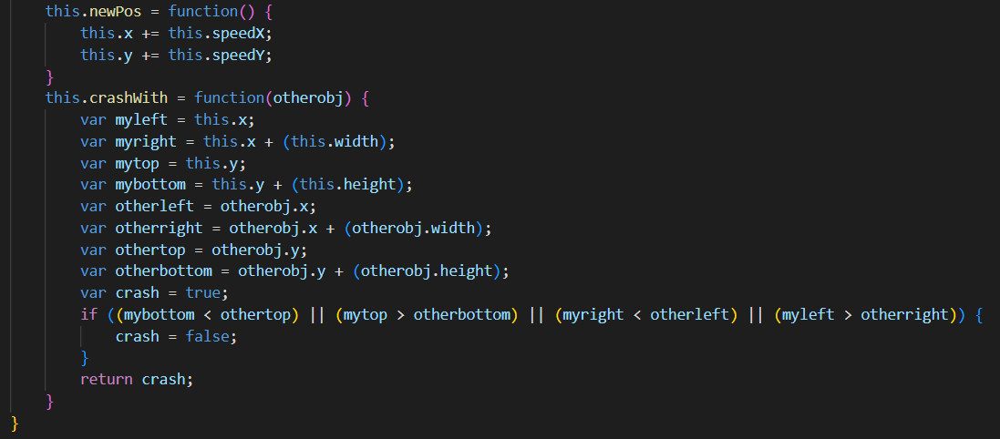 this.newPos = function() {
this.x += this.speedX;
this.y += this.speedY;
}
this.crashWith = function(otherobj) {
var myleft = this.x;
var myright = this.x + (this.width);
var mytop = this.y;
var mybottom = this.y + (this.height);
var otherleft = otherobj.x;
var otherright = otherobj.x + (otherobj.width);
var othertop = otherobj.y;
var otherbottom = otherobj.y + (otherobj.height);
var crash = true;
if ((mybottom < othertop) || (mytop > otherbottom) || (myright < otherleft) || (myleft > otherright)) {
crash = false;
}
return crash;
}
}